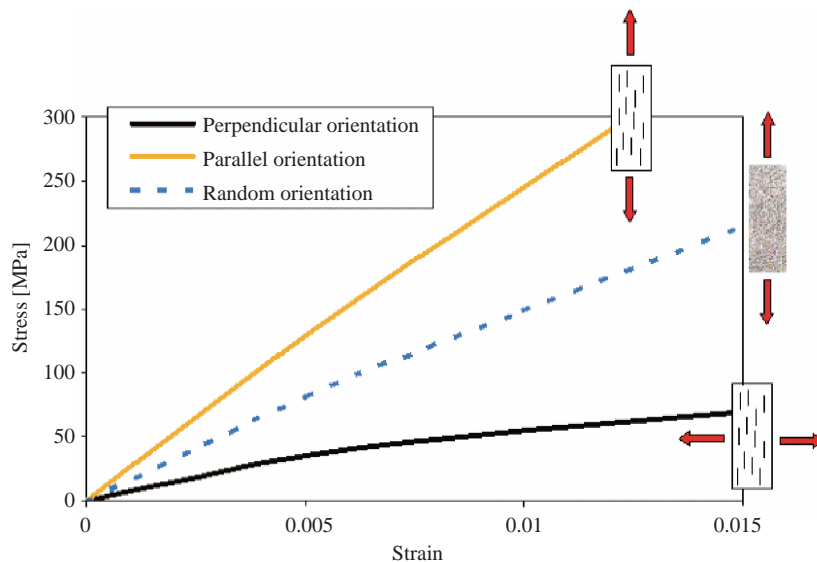 300
250
200
150
100
50
0
Stress [MPa]
Perpendicular orientation
Parallel orientation
Random orientation
0
0.005
0.01
0.015
Strain